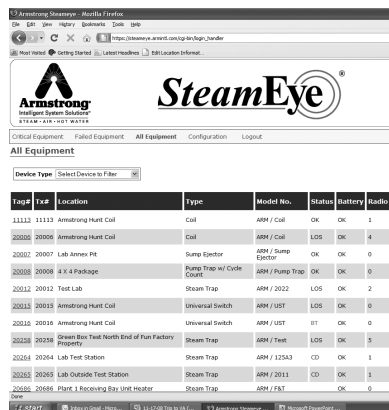 Armstrong Steameye - Mozilla Firefox
File Edit View History Bookmarks Tools Help
https://steameye.armintl.com/cgi-bin/login_handler
Most Visited Getting Started Latest Headlines Edit Location Informat...
Armstrong®
Intelligent System Solutions™
STEAM • AIR • HOT WATER
SteamEye®
Critical Equipment Failed Equipment All Equipment Configuration Logout
All Equipment
Device Type Select Device to Filter
Tag# Tx# Location Type Model No. Status Battery Radio
11113 11113 Armstrong Hunt Coil Coil ARM / Coil OK OK 1
20006 20006 Armstrong Hunt Coil Coil ARM / Coil LOS OK 4
20007 20007 Lab Annex Pit Sump Ejector ARM / Sump Ejector OK OK 0
20008 20008 4 X 4 Package Pump Trap w/ Cycle Count ARM / Pump Trap OK OK 0
20012 20012 Test Lab Steam Trap ARM / 2022 LOS OK 2
20015 20015 Armstrong Hunt Coil Universal Switch ARM / UST LOS OK 0
20016 20016 Armstrong Hunt Coil Universal Switch ARM / UST BT OK 0
20258 20258 Green Box Test North End of Fun Factory Property Steam Trap ARM / Test LOS OK 5
20264 20264 Lab Test Station Steam Trap ARM / 125A3 CD OK 1
20265 20265 Lab Outside Test Station Steam Trap ARM / 2011 CD OK 1
20686 20686 Plant 1 Receiving Bay Unit Heater Steam Trap ARM / F&T OK 0
Done
start Inbox in Gmail - Micro... 11-17-08 Trip to VA f... Armstrong Steameye... Microsoft PowerPoint ...